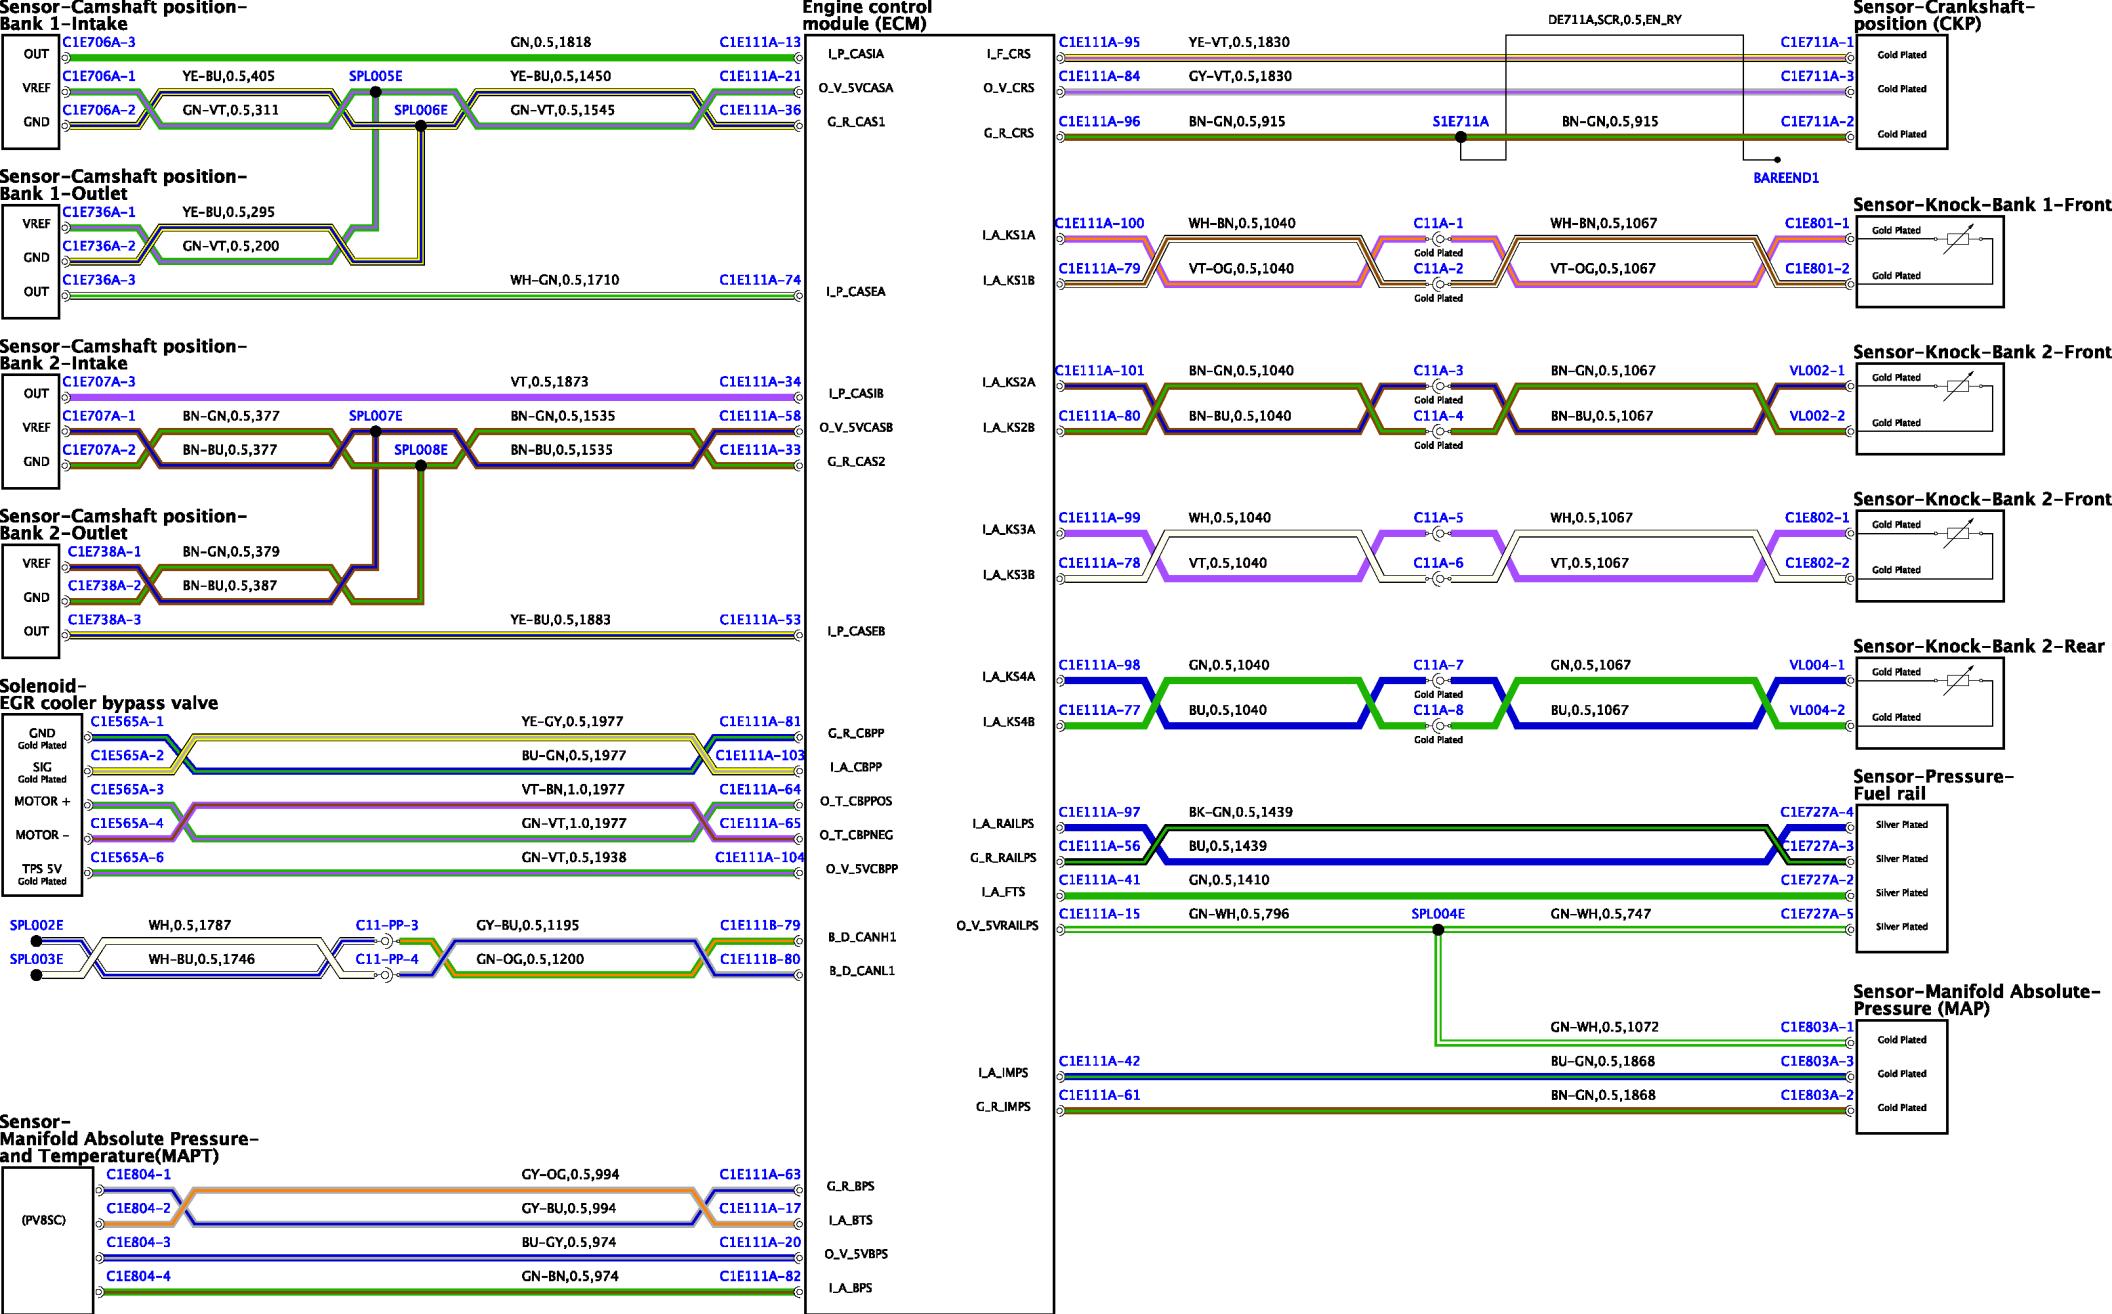 Sensor-Camshaft position-
Bank 1-Intake
OUT
C1E706A-3
GN,0.5,1818
C1E111A-13
VREF
C1E706A-1
YE-BU,0.5,405
SPL005E
YE-BU,0.5,1450
C1E111A-21
GND
C1E706A-2
GN-VT,0.5,311
SPL006E
GN-VT,0.5,1545
C1E111A-36
Sensor-Camshaft position-
Bank 1-Outlet
VREF
C1E736A-1
YE-BU,0.5,295
GND
C1E736A-2
GN-VT,0.5,200
OUT
C1E736A-3
WH-GN,0.5,1710
C1E111A-74
Sensor-Camshaft position-
Bank 2-Intake
OUT
C1E707A-3
VT,0.5,1873
C1E111A-34
VREF
C1E707A-1
BN-GN,0.5,377
SPL007E
BN-GN,0.5,1535
C1E111A-58
GND
C1E707A-2
BN-BU,0.5,377
SPL008E
BN-BU,0.5,1535
C1E111A-33
Sensor-Camshaft position-
Bank 2-Outlet
VREF
C1E738A-1
BN-GN,0.5,379
GND
C1E738A-2
BN-BU,0.5,387
OUT
C1E738A-3
YE-BU,0.5,1883
C1E111A-53
Solenoid-
EGR cooler bypass valve
GND
Gold Plated
C1E565A-1
YE-GY,0.5,1977
C1E111A-81
SIG
Gold Plated
C1E565A-2
BU-GN,0.5,1977
C1E111A-103
MOTOR +
C1E565A-3
VT-BN,1.0,1977
C1E111A-64
MOTOR -
C1E565A-4
GN-VT,1.0,1977
C1E111A-65
TPS 5V
Gold Plated
C1E565A-6
GN-VT,0.5,1938
C1E111A-104
SPL002E
WH,0.5,1787
C11-PP-3
GY-BU,0.5,1195
C1E111B-79
SPL003E
WH-BU,0.5,1746
C11-PP-4
GN-OG,0.5,1200
C1E111B-80
Sensor-
Manifold Absolute Pressure-
and Temperature(MAPT)
(PV8SC)
C1E804-1
GY-OG,0.5,994
C1E111A-63
C1E804-2
GY-BU,0.5,994
C1E111A-17
C1E804-3
BU-GY,0.5,974
C1E111A-20
C1E804-4
GN-BN,0.5,974
C1E111A-82
Engine control
module (ECM)
I_P_CASIA
O_V_5VCASA
G_R_CAS1
I_P_CASEA
I_P_CASIB
O_V_5VCASB
G_R_CAS2
I_P_CASEB
G_R_CBPP
I_A_CBPP
O_T_CBPPOS
O_T_CBPNEG
O_V_5VCBPP
B_D_CANH1
B_D_CANL1
G_R_BPS
I_A_BTS
O_V_5VBPS
I_A_BPS
I_F_CRS
O_V_CRS
G_R_CRS
I_A_KS1A
I_A_KS1B
I_A_KS2A
I_A_KS2B
I_A_KS3A
I_A_KS3B
I_A_KS4A
I_A_KS4B
I_A_RAILPS
G_R_RAILPS
I_A_FTS
O_V_5VRAILPS
I_A_IMPS
G_R_IMPS
DE711A,SCR,0.5,EN_RY
Sensor-Crankshaft-
position (CKP)
C1E111A-95
YE-VT,0.5,1830
C1E711A-1
Gold Plated
C1E111A-84
GY-VT,0.5,1830
C1E711A-3
Gold Plated
C1E111A-96
BN-GN,0.5,915
S1E711A
BN-GN,0.5,915
C1E711A-2
Gold Plated
BAREEND1
Sensor-Knock-Bank 1-Front
C1E111A-100
WH-BN,0.5,1040
C11A-1
Gold Plated
WH-BN,0.5,1067
C1E801-1
Gold Plated
C1E111A-79
VT-OG,0.5,1040
C11A-2
Gold Plated
VT-OG,0.5,1067
C1E801-2
Gold Plated
Sensor-Knock-Bank 2-Front
C1E111A-101
BN-GN,0.5,1040
C11A-3
Gold Plated
BN-GN,0.5,1067
VL002-1
Gold Plated
C1E111A-80
BN-BU,0.5,1040
C11A-4
Gold Plated
BN-BU,0.5,1067
VL002-2
Gold Plated
Sensor-Knock-Bank 2-Front
C1E111A-99
WH,0.5,1040
C11A-5
WH,0.5,1067
C1E802-1
Gold Plated
C1E111A-78
VT,0.5,1040
C11A-6
VT,0.5,1067
C1E802-2
Gold Plated
Sensor-Knock-Bank 2-Rear
C1E111A-98
GN,0.5,1040
C11A-7
Gold Plated
GN,0.5,1067
VL004-1
Gold Plated
C1E111A-77
BU,0.5,1040
C11A-8
Gold Plated
BU,0.5,1067
VL004-2
Gold Plated
Sensor-Pressure-
Fuel rail
C1E111A-97
BK-GN,0.5,1439
C1E727A-4
Silver Plated
C1E111A-56
BU,0.5,1439
C1E727A-3
Silver Plated
C1E111A-41
GN,0.5,1410
C1E727A-2
Silver Plated
C1E111A-15
GN-WH,0.5,796
SPL004E
GN-WH,0.5,747
C1E727A-5
Silver Plated
Sensor-Manifold Absolute-
Pressure (MAP)
GN-WH,0.5,1072
C1E803A-1
Gold Plated
C1E111A-42
BU-GN,0.5,1868
C1E803A-3
Gold Plated
C1E111A-61
BN-GN,0.5,1868
C1E803A-2
Gold Plated